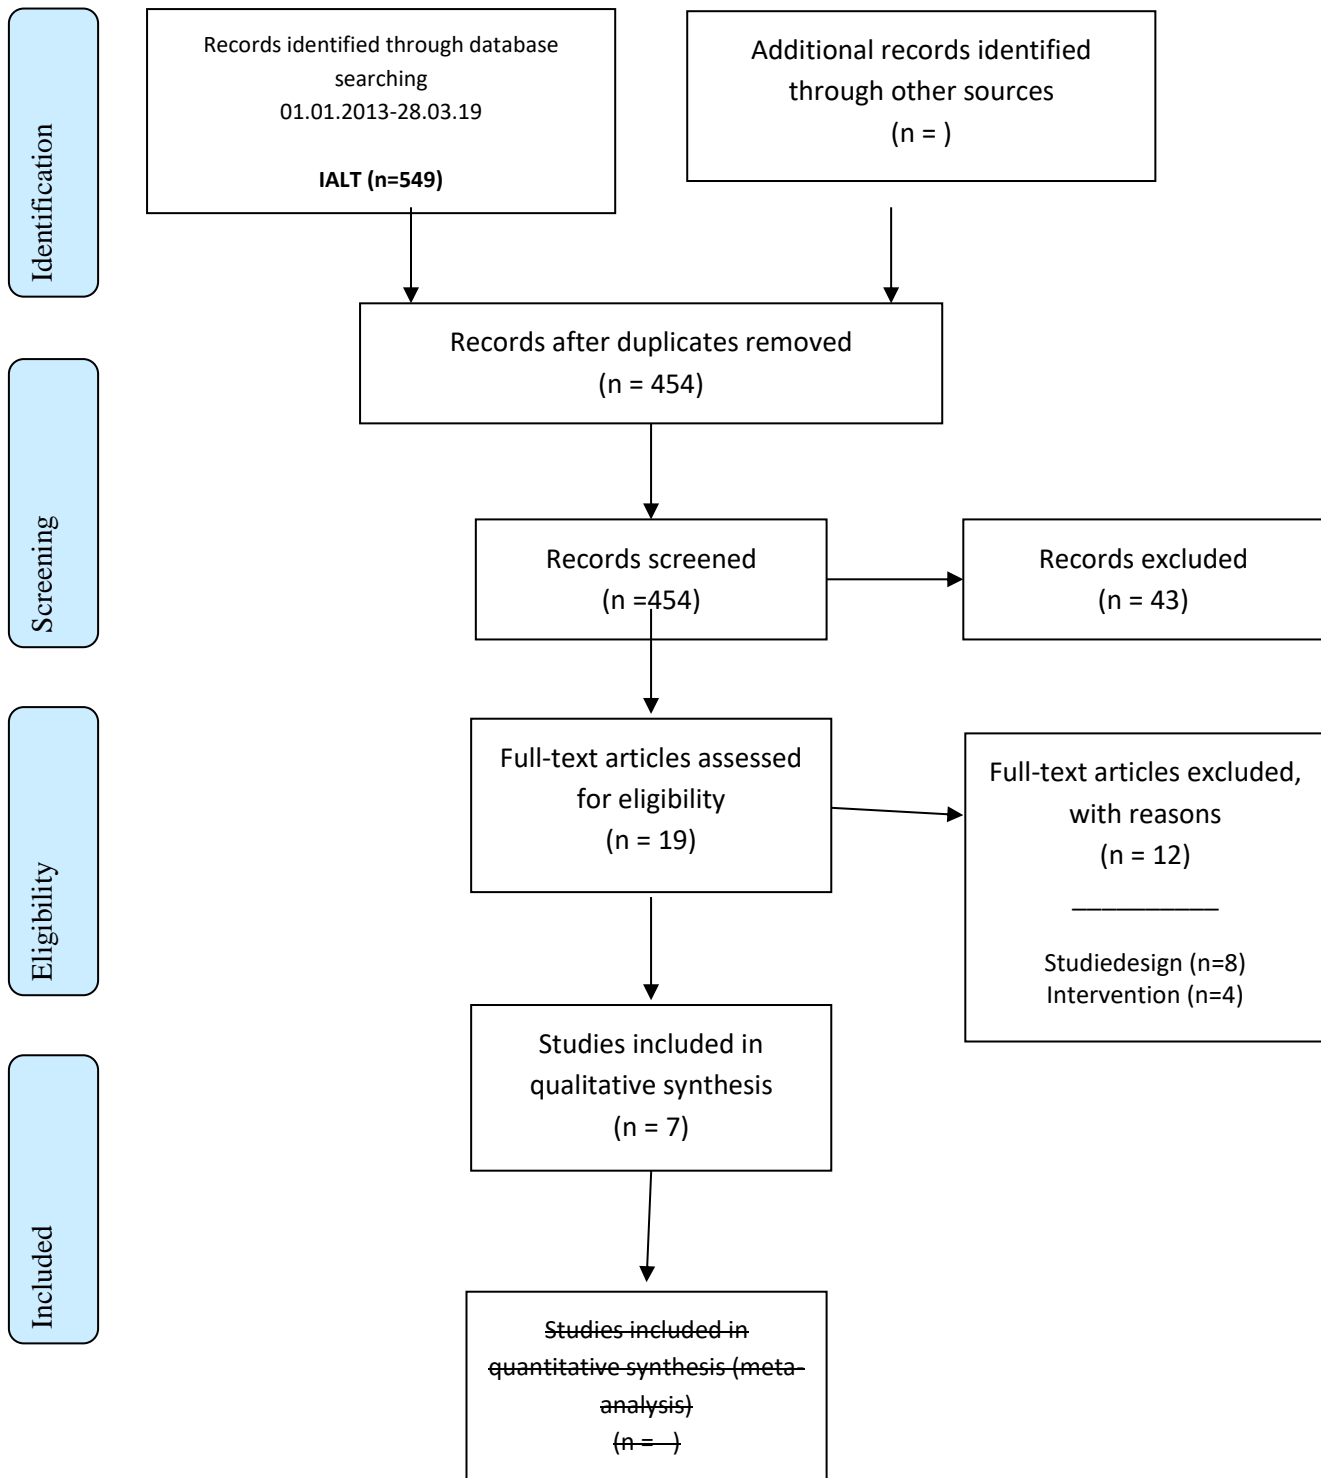 Identification
Records identified through database
searching
01.01.2013-28.03.19
IALT (n=549)
Additional records identified
through other sources
(n = )
Records after duplicates removed
(n = 454)
Screening
Records screened
(n =454)
Records excluded
(n = 43)
Eligibility
Full-text articles assessed
for eligibility
(n = 19)
Full-text articles excluded,
with reasons
(n = 12)
__________
Studiedesign (n=8)
Intervention (n=4)
Included
Studies included in
qualitative synthesis
(n = 7)
Studies included in
quantitative synthesis (meta-
analysis)
(n = )